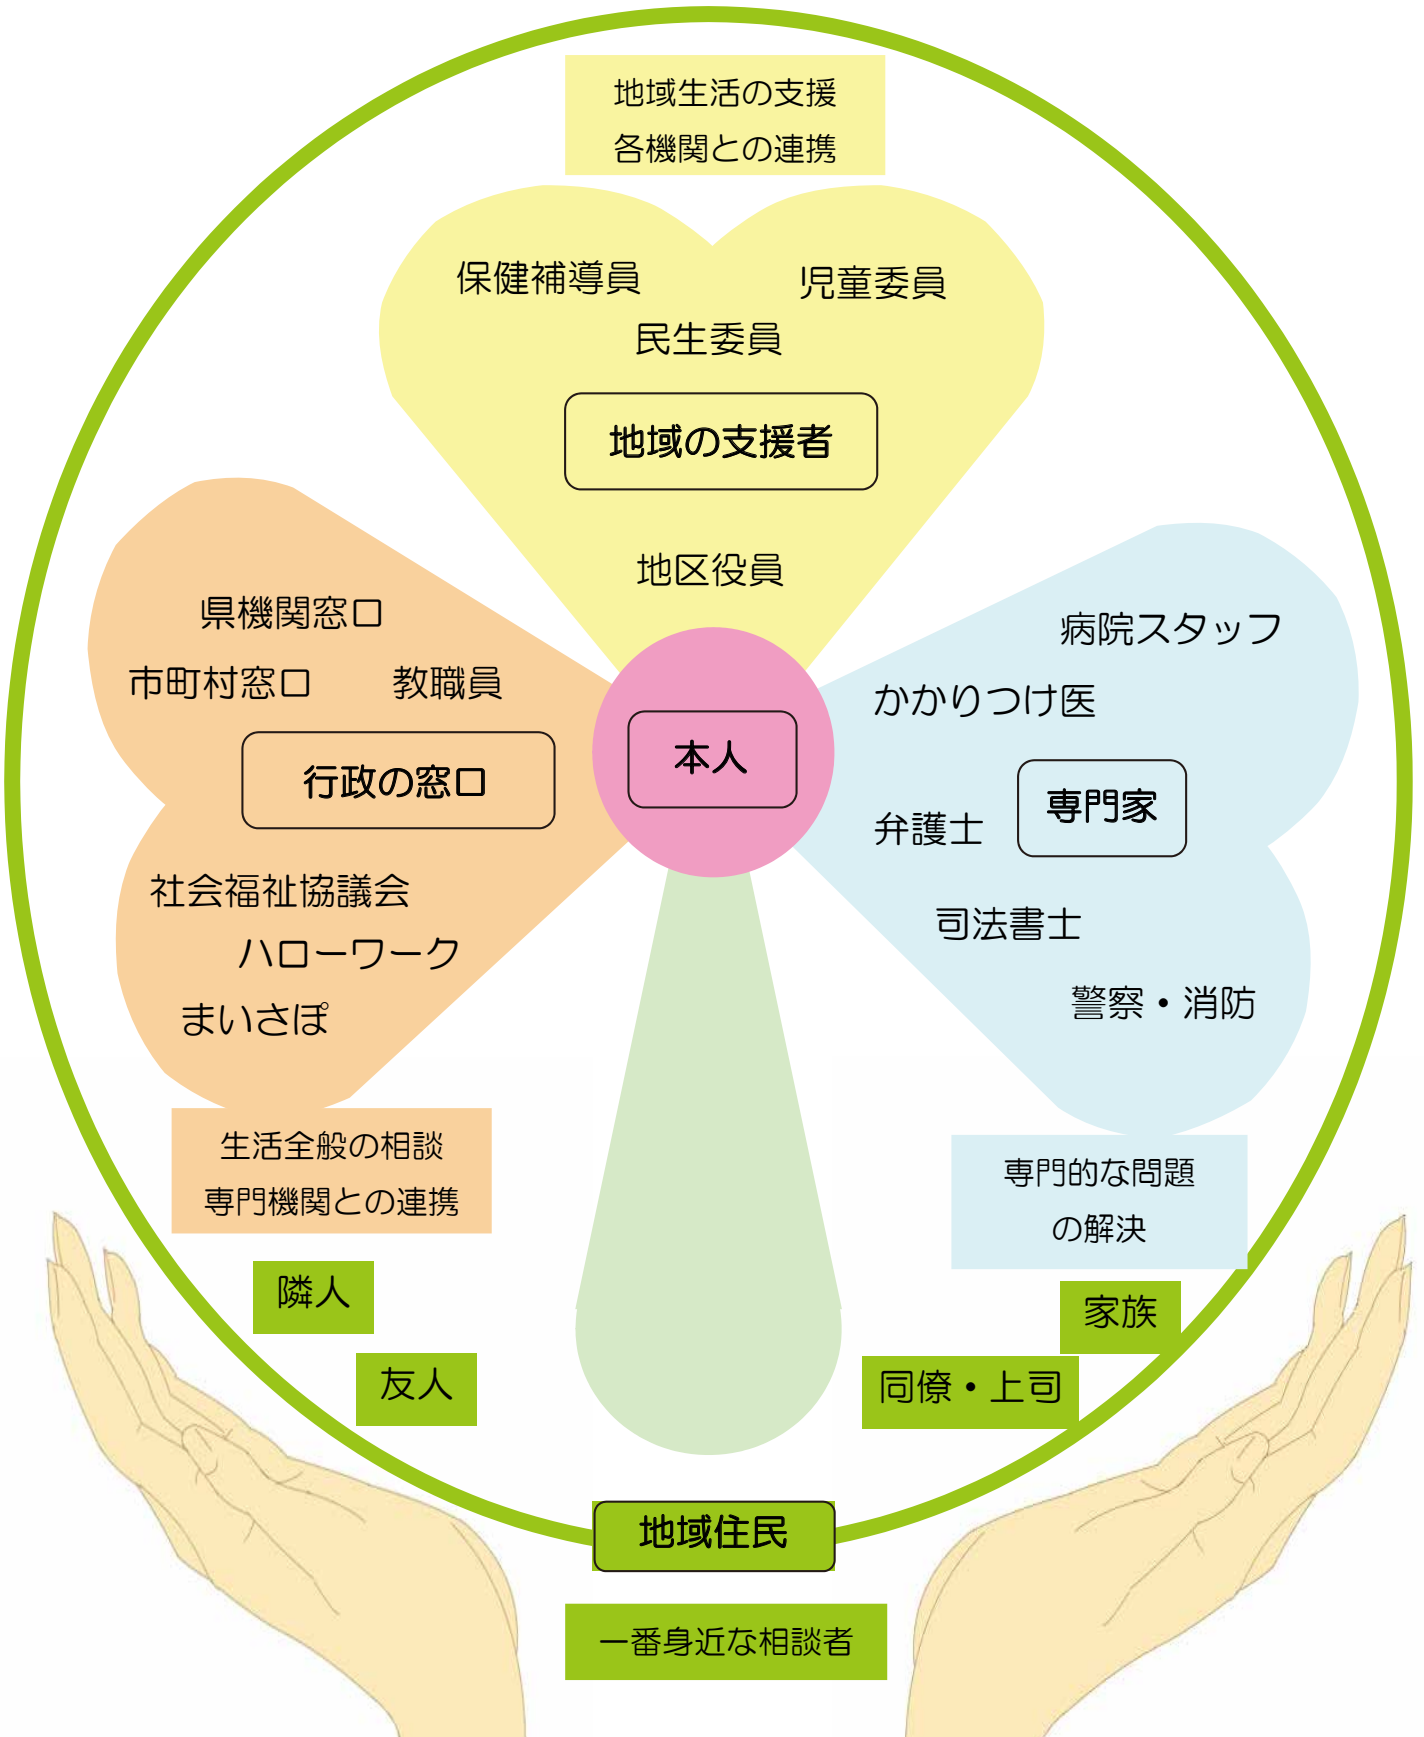 地域生活の支援
各機関との連携
保健補導員
児童委員
民生委員
地域の支援者
地区役員
県機関窓口
市町村窓口
教職員
行政の窓口
社会福祉協議会
ハローワーク
まいさぽ
生活全般の相談
専門機関との連携
本人
病院スタッフ
かかりつけ医
専門家
弁護士
司法書士
警察・消防
専門的な問題
の解決
隣人
友人
家族
同僚・上司
地域住民
一番身近な相談者